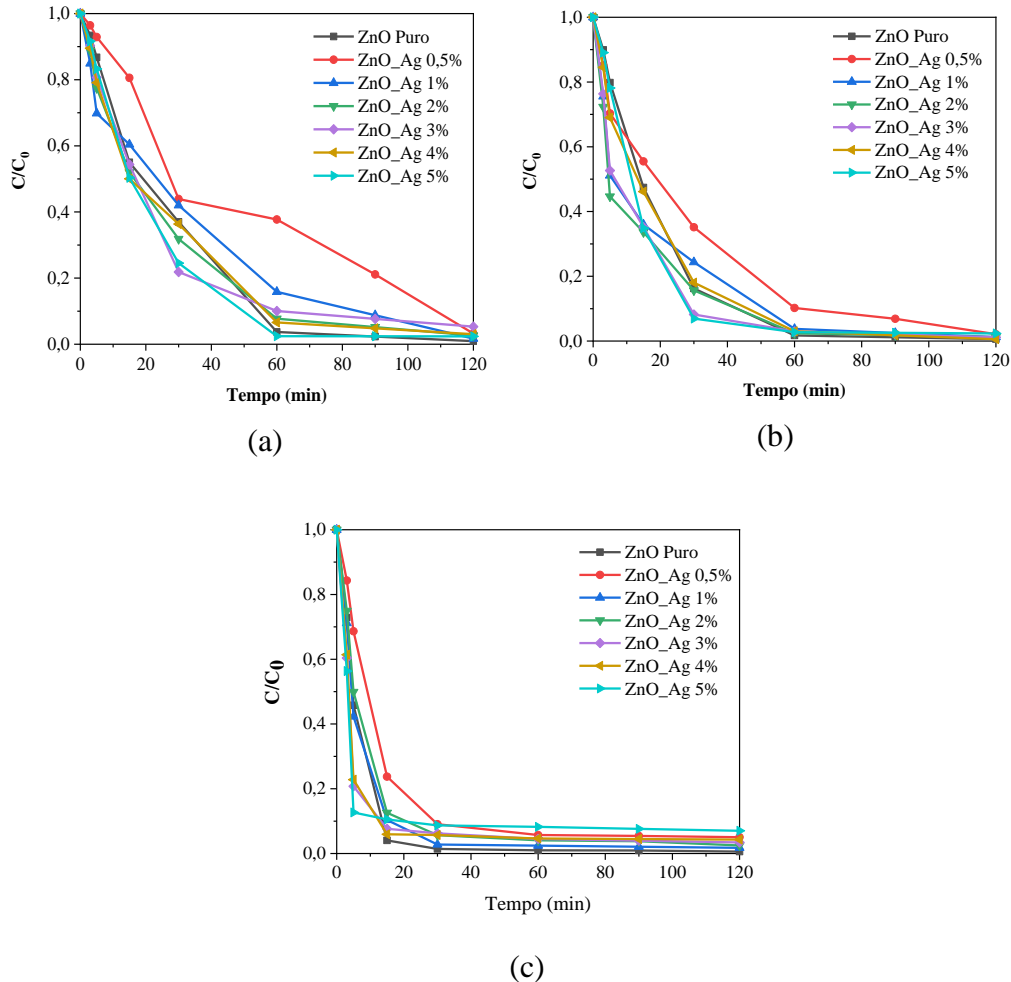 1,0
0,8
0,6
0,4
0,2
0,0
C/C₀
0 20 40 60 80 100 120
Tempo (min)
ZnO Puro
ZnO_Ag 0,5%
ZnO_Ag 1%
ZnO_Ag 2%
ZnO_Ag 3%
ZnO_Ag 4%
ZnO_Ag 5%
(a)
1,0
0,8
0,6
0,4
0,2
0,0
C/C₀
0 20 40 60 80 100 120
Tempo (min)
ZnO Puro
ZnO_Ag 0,5%
ZnO_Ag 1%
ZnO_Ag 2%
ZnO_Ag 3%
ZnO_Ag 4%
ZnO_Ag 5%
(b)
1,0
0,8
0,6
0,4
0,2
0,0
C/C0
0 20 40 60 80 100 120
Tempo (min)
ZnO Puro
ZnO_Ag 0,5%
ZnO_Ag 1%
ZnO_Ag 2%
ZnO_Ag 3%
ZnO_Ag 4%
ZnO_Ag 5%
(c)